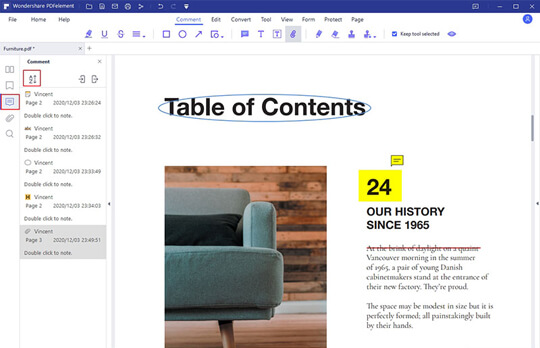 Wondershare PDFelement
File
Comment Edit Convert Tool View Form Protect Page
Keep tool selected
Furniture.pdf *
Comment
Vincent
Page 2 2020/12/03 23:26:24
Double click to note.
Vincent
Page 2 2020/12/03 23:26:32
Double click to note.
Vincent
Page 2 2020/12/03 23:33:49
Double click to note.
Vincent
Page 2 2020/12/03 23:34:03
Double click to note.
Vincent
Page 3 2020/12/03 23:49:51
Double click to note.
Table of Contents
24
OUR HISTORY
SINCE 1965
At the brink of daylight on a quaint
Vancouver morning in the summer
of 1965, a pair of young Danish
cabinetmakers stand at the entrance of
their new factory. They're proud.
The space may be modest in size but it is
perfectly formed; all painstakingly built
by their hands.